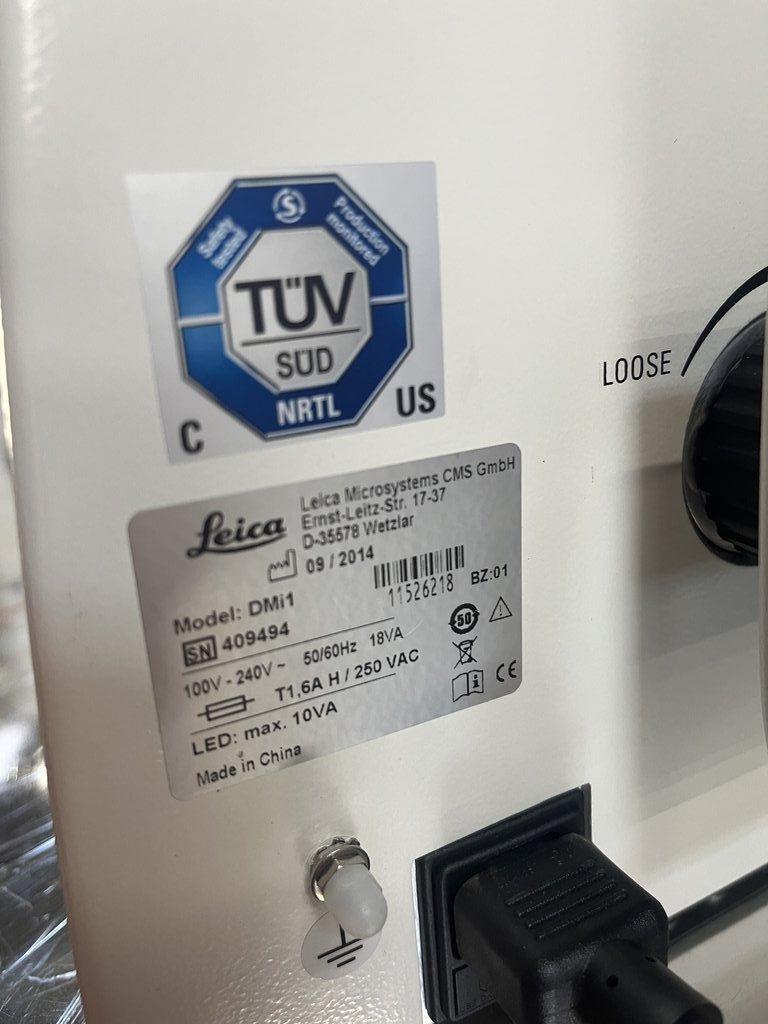 Safety tested
S
Production monitored
TÜV
SÜD
NRTL
C
US
LOOSE
Leica
Leica Microsystems CMS GmbH
Ernst-Leitz-Str. 17-37
D-35578 Wetzlar
09 / 2014
11526218
BZ:01
Model: DMi1
SN 409494
50
100V - 240V ~ 50/60Hz 18VA
T1,6A H / 250 VAC
LED: max. 10VA
CE
Made in China